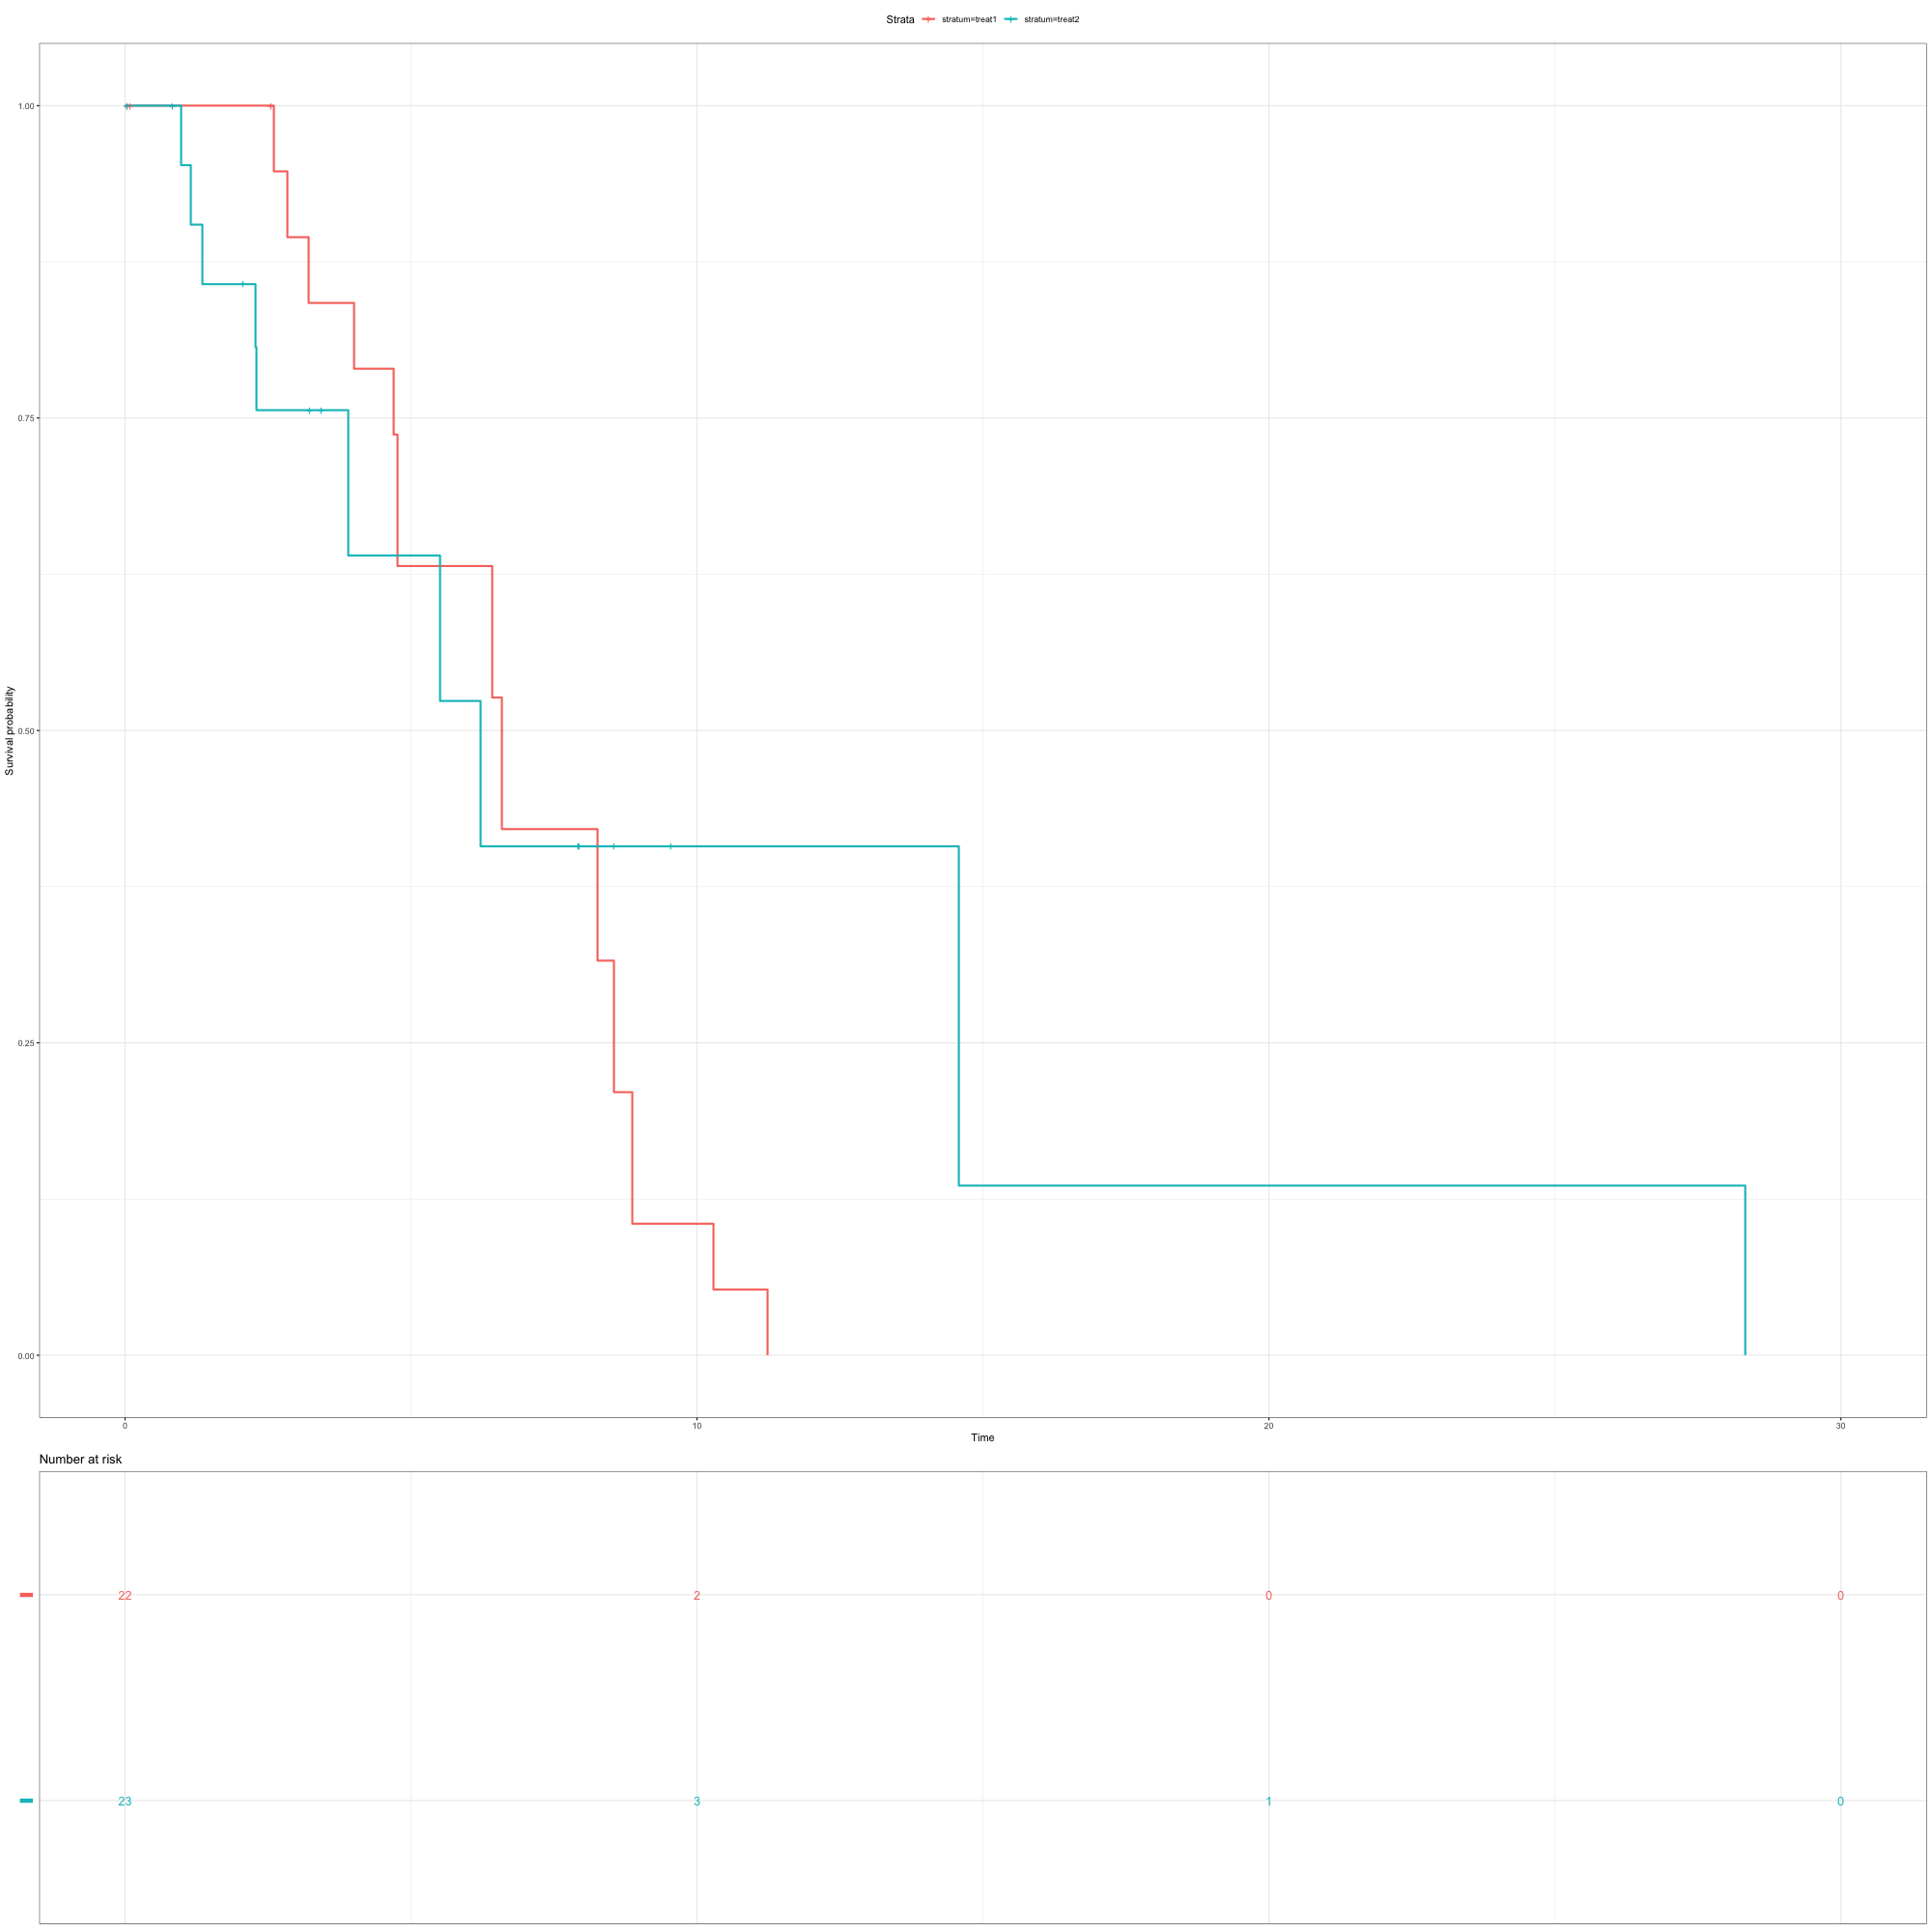 Strata stratum=treat1 stratum=treat2
Survival probability
1.00
0.75
0.50
0.25
0.00
0 10 20 30
Time
Number at risk
22 2 0 0
23 3 1 0